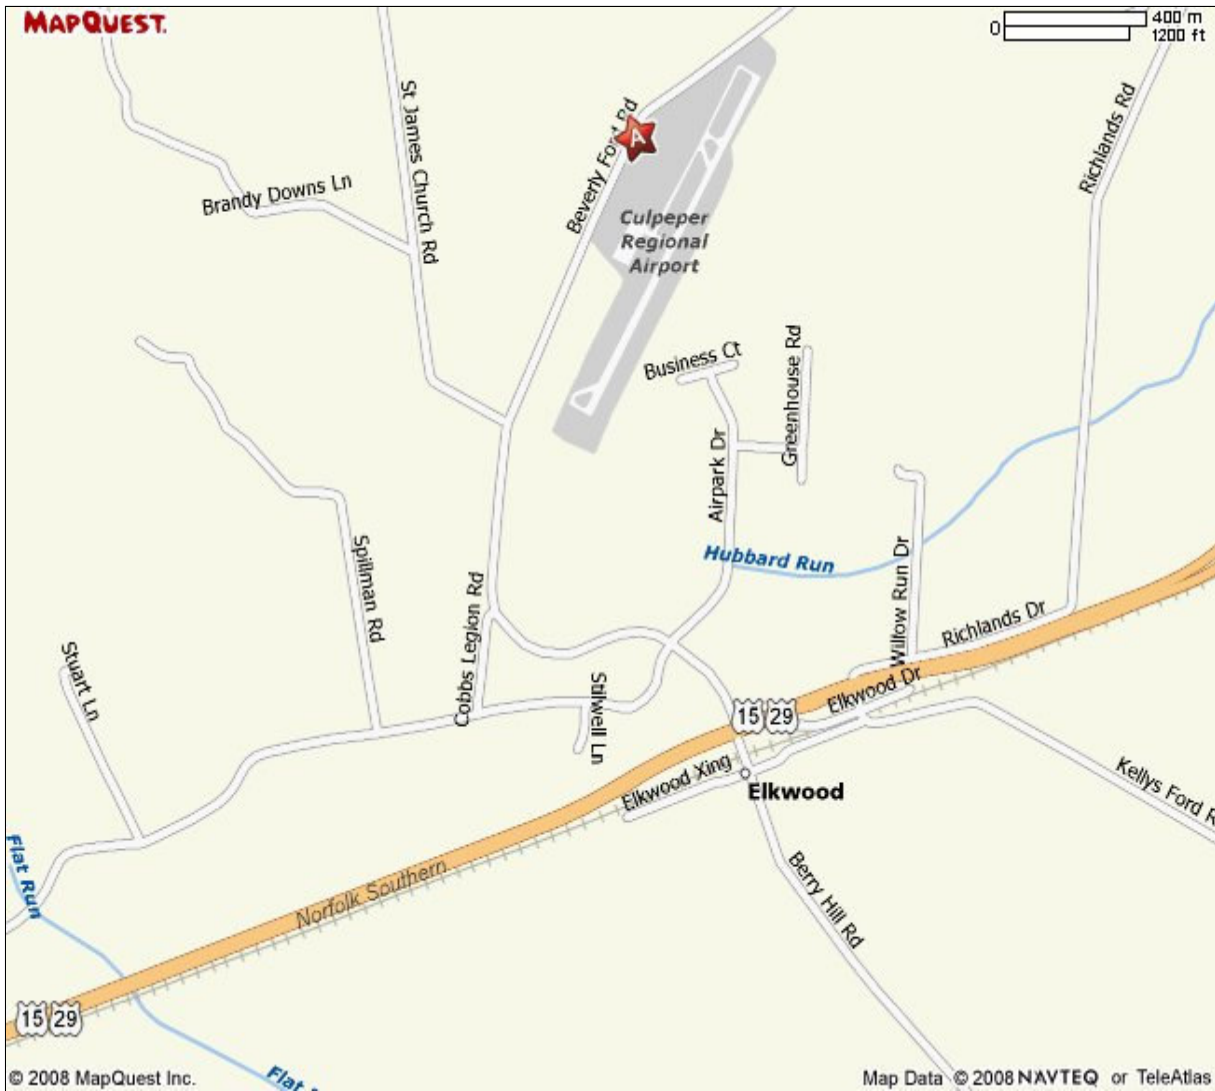 MAPQUEST.
0
400 m
1200 ft
St James Church Rd
Beverly Ford Rd
A
Richlands Rd
Brandy Downs Ln
Culpeper
Regional
Airport
Business Ct
Greenhouse Rd
Airpark Dr
Hubbard Run
Spillman Rd
Cobbs Legion Rd
Willow Run Dr
Richlands Dr
Stuart Ln
Stilwell Ln
Elkwood Dr
15 29
Elkwood Xing
Elkwood
Kellys Ford R
Flat Run
Norfolk Southern
Berry Hill Rd
15 29
Flat
© 2008 MapQuest Inc.
Map Data © 2008 NAVTEQ or TeleAtlas